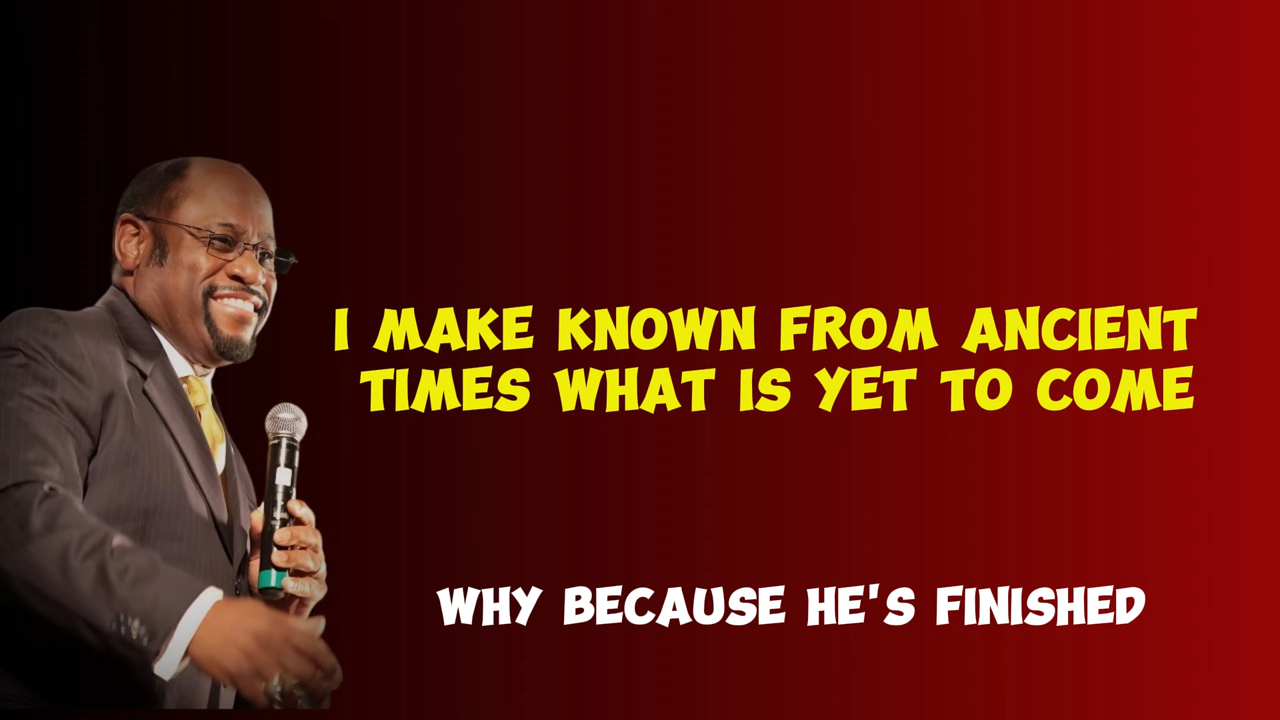 I MAKE KNOWN FROM ANCIENT
TIMES WHAT IS YET TO COME
WHY BECAUSE HE'S FINISHED